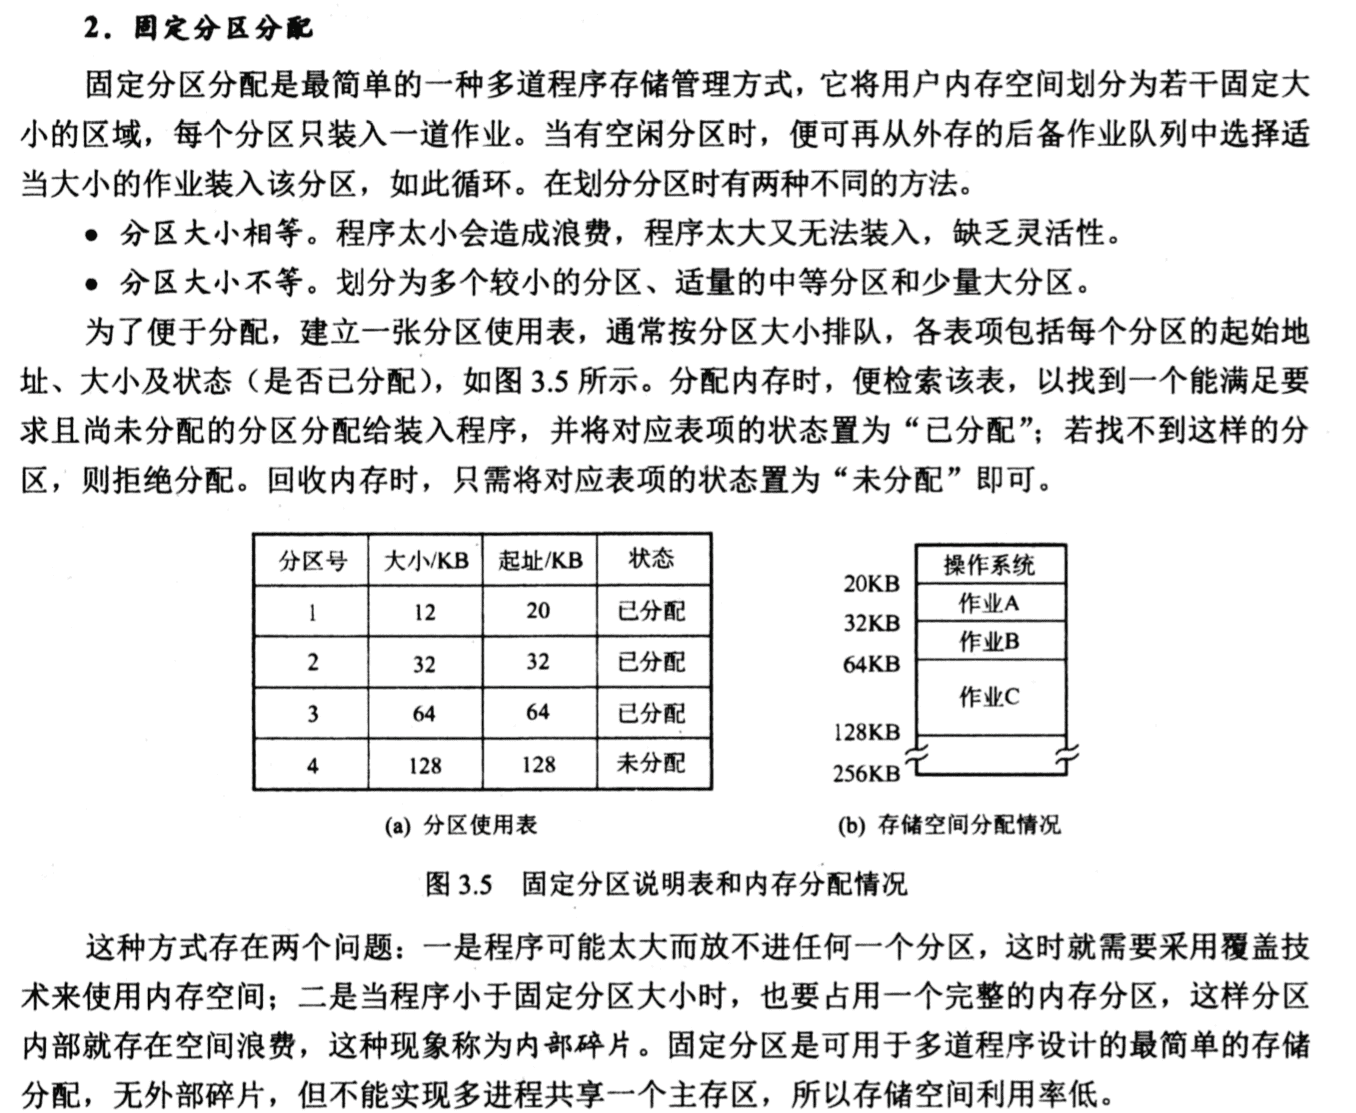 2. 固定分区分配
固定分区分配是最简单的一种多道程序存储管理方式，它将用户内存空间划分为若干固定大
小的区域，每个分区只装入一道作业。当有空闲分区时，便可再从外存的后备作业队列中选择适
当大小的作业装入该分区，如此循环。在划分分区时有两种不同的方法。
• 分区大小相等。程序太小会造成浪费，程序太大又无法装入，缺乏灵活性。
• 分区大小不等。划分为多个较小的分区、适量的中等分区和少量大分区。
为了便于分配，建立一张分区使用表，通常按分区大小排队，各表项包括每个分区的起始地
址、大小及状态（是否已分配），如图 3.5 所示。分配内存时，便检索该表，以找到一个能满足要
求且尚未分配的分区分配给装入程序，并将对应表项的状态置为“已分配”；若找不到这样的分
区，则拒绝分配。回收内存时，只需将对应表项的状态置为“未分配”即可。
分区号 大小/KB 起址/KB 状态
1 12 20 已分配
2 32 32 已分配
3 64 64 已分配
4 128 128 未分配
(a) 分区使用表
操作系统
20KB
作业A
32KB
作业B
64KB
作业C
128KB
256KB
(b) 存储空间分配情况
图 3.5 固定分区说明表和内存分配情况
这种方式存在两个问题：一是程序可能太大而放不进任何一个分区，这时就需要采用覆盖技
术来使用内存空间；二是当程序小于固定分区大小时，也要占用一个完整的内存分区，这样分区
内部就存在空间浪费，这种现象称为内部碎片。固定分区是可用于多道程序设计的最简单的存储
分配，无外部碎片，但不能实现多进程共享一个主存区，所以存储空间利用率低。